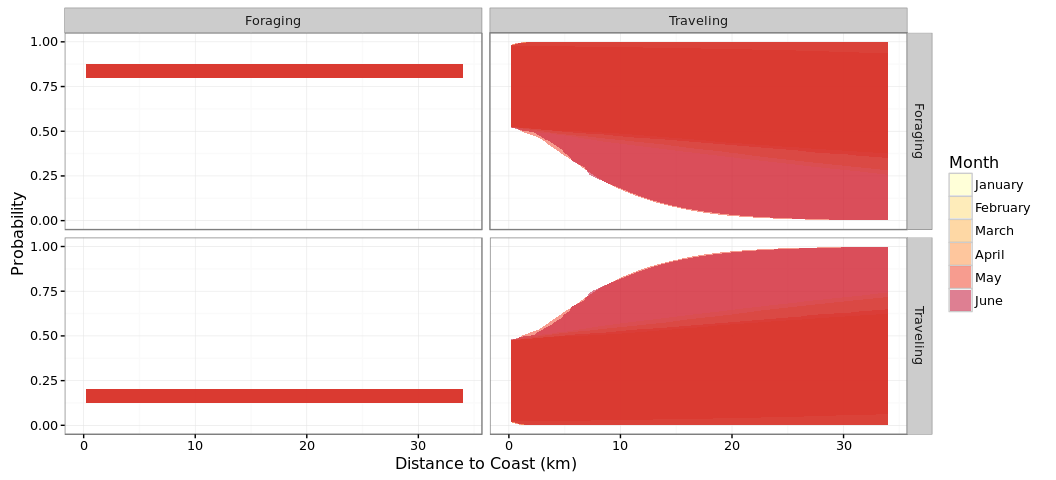 Foraging
Traveling
1.00
0.75
0.50
0.25
0.00
Foraging
1.00
0.75
0.50
0.25
0.00
Traveling
Probability
0
10
20
30
0
10
20
30
Distance to Coast (km)
Month
January
February
March
April
May
June